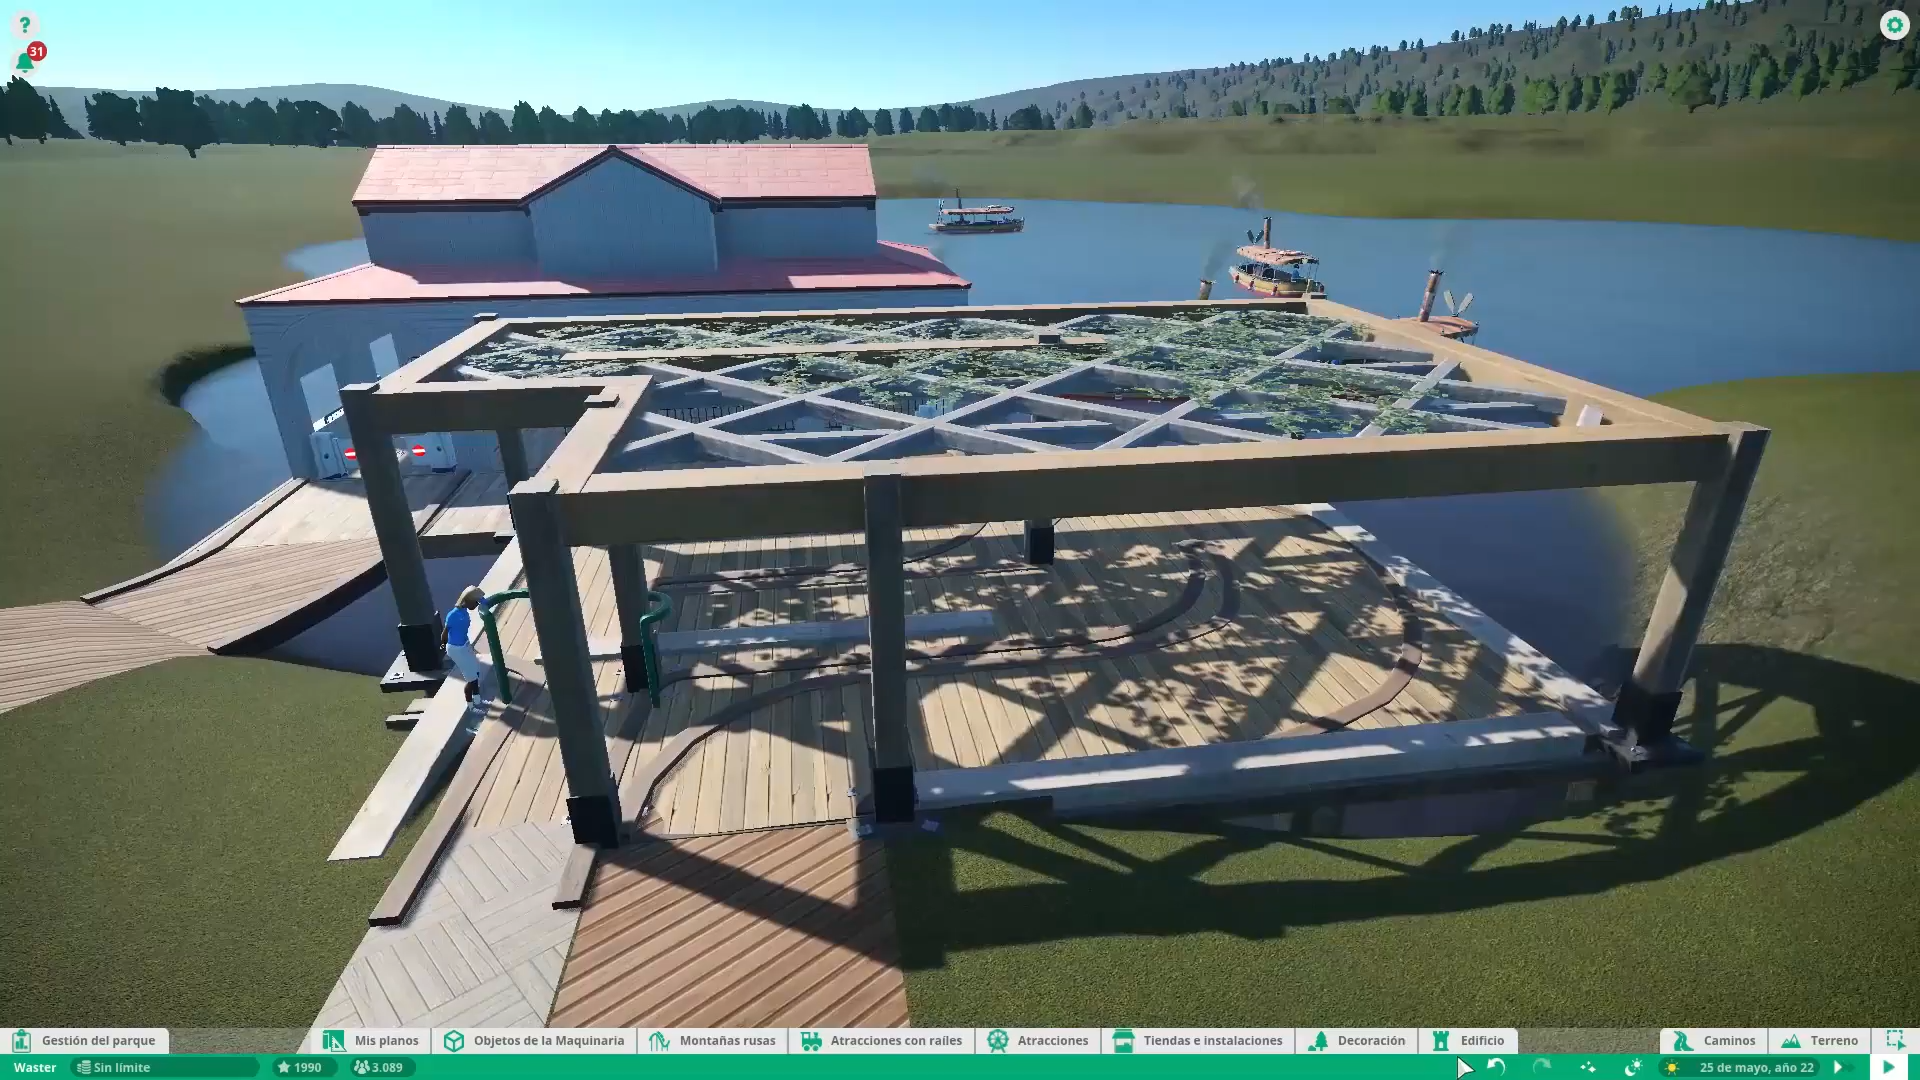 ?
31
Gestión del parque
Mis planos
Objetos de la Maquinaria
Montañas rusas
Atracciones con raíles
Atracciones
Tiendas e instalaciones
Decoración
Edificio
Caminos
Terreno
Waster
Sin límite
1990
3.089
25 de mayo, año 22